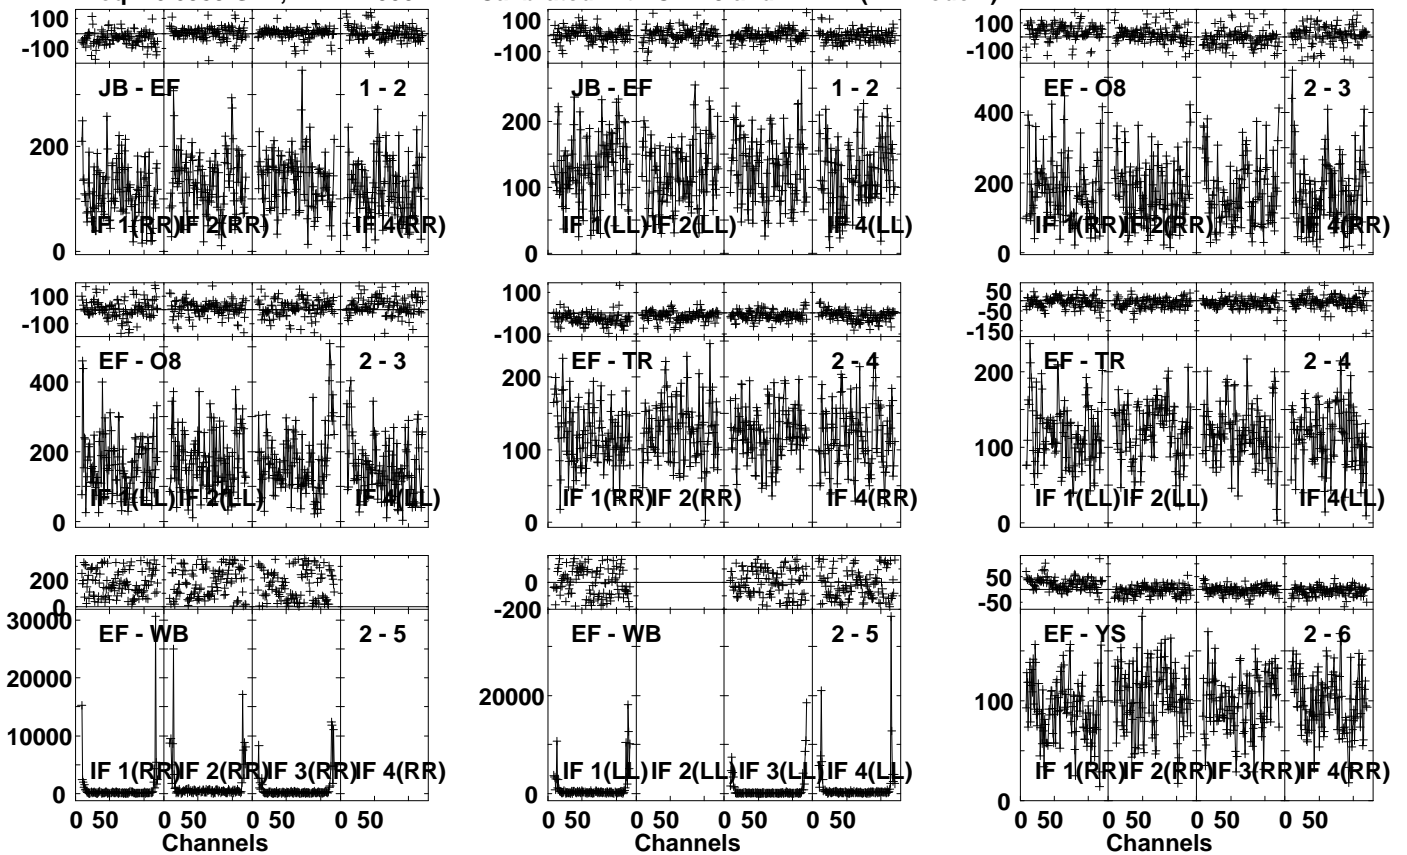 100
-100
JB - EF
1 - 2
200
0
IF 1(RR)
IF 2(RR)
IF 4(RR)
100
-100
JB - EF
1 - 2
200
100
0
IF 1(LL)
IF 2(LL)
IF 4(LL)
100
-100
EF - O8
2 - 3
400
200
0
IF 1(RR)
IF 2(RR)
IF 4(RR)
100
-100
EF - O8
2 - 3
400
200
0
IF 1(LL)
IF 2(LL)
IF 4(LL)
100
-100
EF - TR
2 - 4
200
100
0
IF 1(RR)
IF 2(RR)
IF 4(RR)
50
-50
-150
EF - TR
2 - 4
200
100
0
IF 1(LL)
IF 2(LL)
IF 4(LL)
200
0
30000
EF - WB
2 - 5
20000
10000
0
IF 1(RR)
IF 2(RR)
IF 3(RR)
IF 4(RR)
0 50 0 50 0 50 0 50
Channels
0
-200
EF - WB
2 - 5
20000
0
IF 1(LL)
IF 2(LL)
IF 3(LL)
IF 4(LL)
0 50 0 50 0 50 0 50
Channels
50
-50
EF - YS
2 - 6
100
0
IF 1(RR)
IF 2(RR)
IF 3(RR)
IF 4(RR)
0 50 0 50 0 50 0 50
Channels